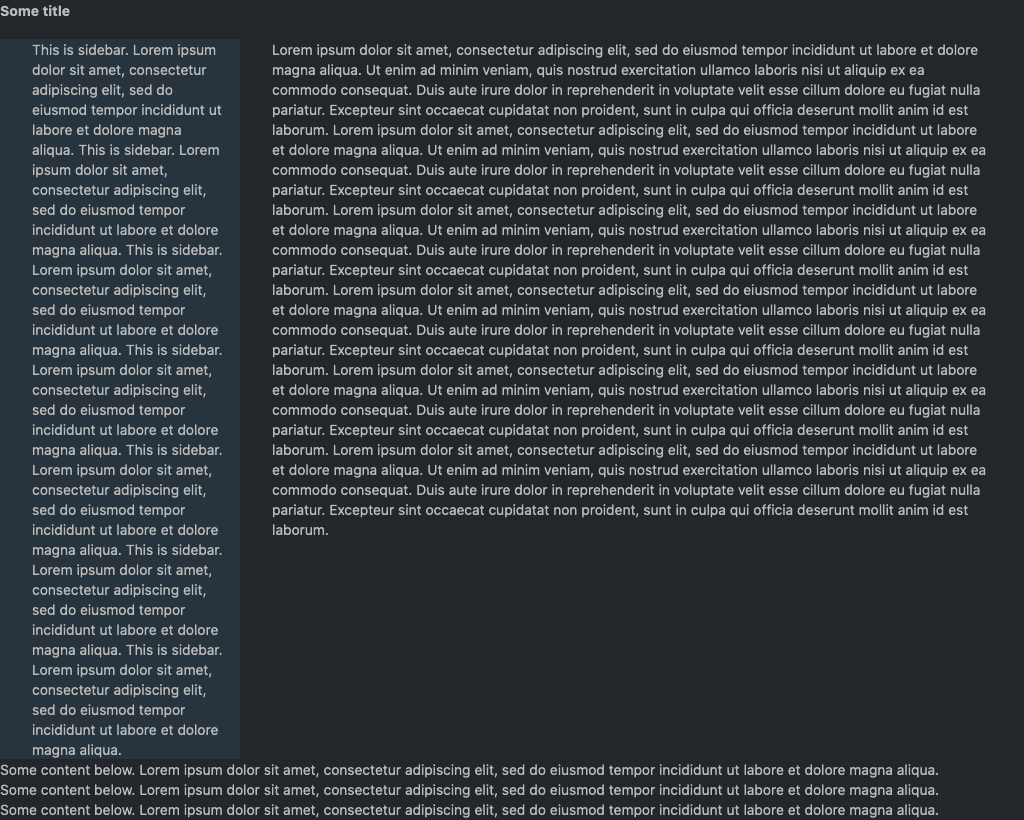 Some title
This is sidebar. Lorem ipsum
dolor sit amet, consectetur
adipiscing elit, sed do
eiusmod tempor incididunt ut
labore et dolore magna
aliqua. This is sidebar. Lorem
ipsum dolor sit amet,
consectetur adipiscing elit,
sed do eiusmod tempor
incididunt ut labore et dolore
magna aliqua. This is sidebar.
Lorem ipsum dolor sit amet,
consectetur adipiscing elit,
sed do eiusmod tempor
incididunt ut labore et dolore
magna aliqua. This is sidebar.
Lorem ipsum dolor sit amet,
consectetur adipiscing elit,
sed do eiusmod tempor
incididunt ut labore et dolore
magna aliqua. This is sidebar.
Lorem ipsum dolor sit amet,
consectetur adipiscing elit,
sed do eiusmod tempor
incididunt ut labore et dolore
magna aliqua. This is sidebar.
Lorem ipsum dolor sit amet,
consectetur adipiscing elit,
sed do eiusmod tempor
incididunt ut labore et dolore
magna aliqua. This is sidebar.
Lorem ipsum dolor sit amet,
consectetur adipiscing elit,
sed do eiusmod tempor
incididunt ut labore et dolore
magna aliqua.
Lorem ipsum dolor sit amet, consectetur adipiscing elit, sed do eiusmod tempor incididunt ut labore et dolore
magna aliqua. Ut enim ad minim veniam, quis nostrud exercitation ullamco laboris nisi ut aliquip ex ea
commodo consequat. Duis aute irure dolor in reprehenderit in voluptate velit esse cillum dolore eu fugiat nulla
pariatur. Excepteur sint occaecat cupidatat non proident, sunt in culpa qui officia deserunt mollit anim id est
laborum. Lorem ipsum dolor sit amet, consectetur adipiscing elit, sed do eiusmod tempor incididunt ut labore
et dolore magna aliqua. Ut enim ad minim veniam, quis nostrud exercitation ullamco laboris nisi ut aliquip ex ea
commodo consequat. Duis aute irure dolor in reprehenderit in voluptate velit esse cillum dolore eu fugiat nulla
pariatur. Excepteur sint occaecat cupidatat non proident, sunt in culpa qui officia deserunt mollit anim id est
laborum. Lorem ipsum dolor sit amet, consectetur adipiscing elit, sed do eiusmod tempor incididunt ut labore
et dolore magna aliqua. Ut enim ad minim veniam, quis nostrud exercitation ullamco laboris nisi ut aliquip ex ea
commodo consequat. Duis aute irure dolor in reprehenderit in voluptate velit esse cillum dolore eu fugiat nulla
pariatur. Excepteur sint occaecat cupidatat non proident, sunt in culpa qui officia deserunt mollit anim id est
laborum. Lorem ipsum dolor sit amet, consectetur adipiscing elit, sed do eiusmod tempor incididunt ut labore
et dolore magna aliqua. Ut enim ad minim veniam, quis nostrud exercitation ullamco laboris nisi ut aliquip ex ea
commodo consequat. Duis aute irure dolor in reprehenderit in voluptate velit esse cillum dolore eu fugiat nulla
pariatur. Excepteur sint occaecat cupidatat non proident, sunt in culpa qui officia deserunt mollit anim id est
laborum. Lorem ipsum dolor sit amet, consectetur adipiscing elit, sed do eiusmod tempor incididunt ut labore
et dolore magna aliqua. Ut enim ad minim veniam, quis nostrud exercitation ullamco laboris nisi ut aliquip ex ea
commodo consequat. Duis aute irure dolor in reprehenderit in voluptate velit esse cillum dolore eu fugiat nulla
pariatur. Excepteur sint occaecat cupidatat non proident, sunt in culpa qui officia deserunt mollit anim id est
laborum. Lorem ipsum dolor sit amet, consectetur adipiscing elit, sed do eiusmod tempor incididunt ut labore
et dolore magna aliqua. Ut enim ad minim veniam, quis nostrud exercitation ullamco laboris nisi ut aliquip ex ea
commodo consequat. Duis aute irure dolor in reprehenderit in voluptate velit esse cillum dolore eu fugiat nulla
pariatur. Excepteur sint occaecat cupidatat non proident, sunt in culpa qui officia deserunt mollit anim id est
laborum.
Some content below. Lorem ipsum dolor sit amet, consectetur adipiscing elit, sed do eiusmod tempor incididunt ut labore et dolore magna aliqua.
Some content below. Lorem ipsum dolor sit amet, consectetur adipiscing elit, sed do eiusmod tempor incididunt ut labore et dolore magna aliqua.
Some content below. Lorem ipsum dolor sit amet, consectetur adipiscing elit, sed do eiusmod tempor incididunt ut labore et dolore magna aliqua.